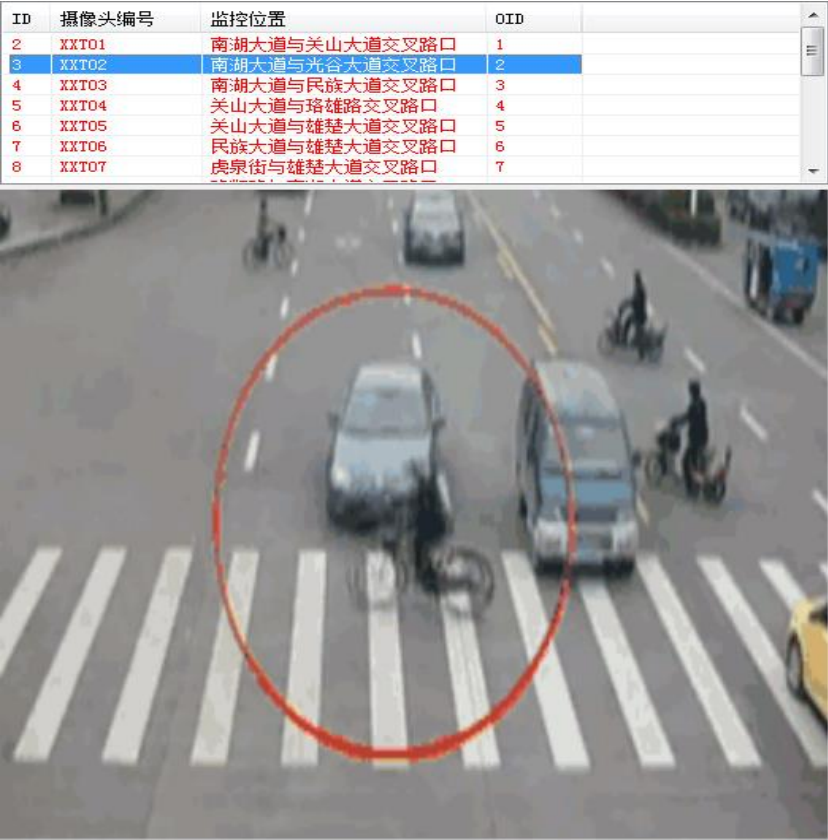 ID 摄像头编号 监控位置 OID
2 XXT01 南湖大道与关山大道交叉路口 1
3 XXT02 南湖大道与光谷大道交叉路口 2
4 XXT03 南湖大道与民族大道交叉路口 3
5 XXT04 关山大道与珞雄路交叉路口 4
6 XXT05 关山大道与雄楚大道交叉路口 5
7 XXT06 民族大道与雄楚大道交叉路口 6
8 XXT07 虎泉街与雄楚大道交叉路口 7